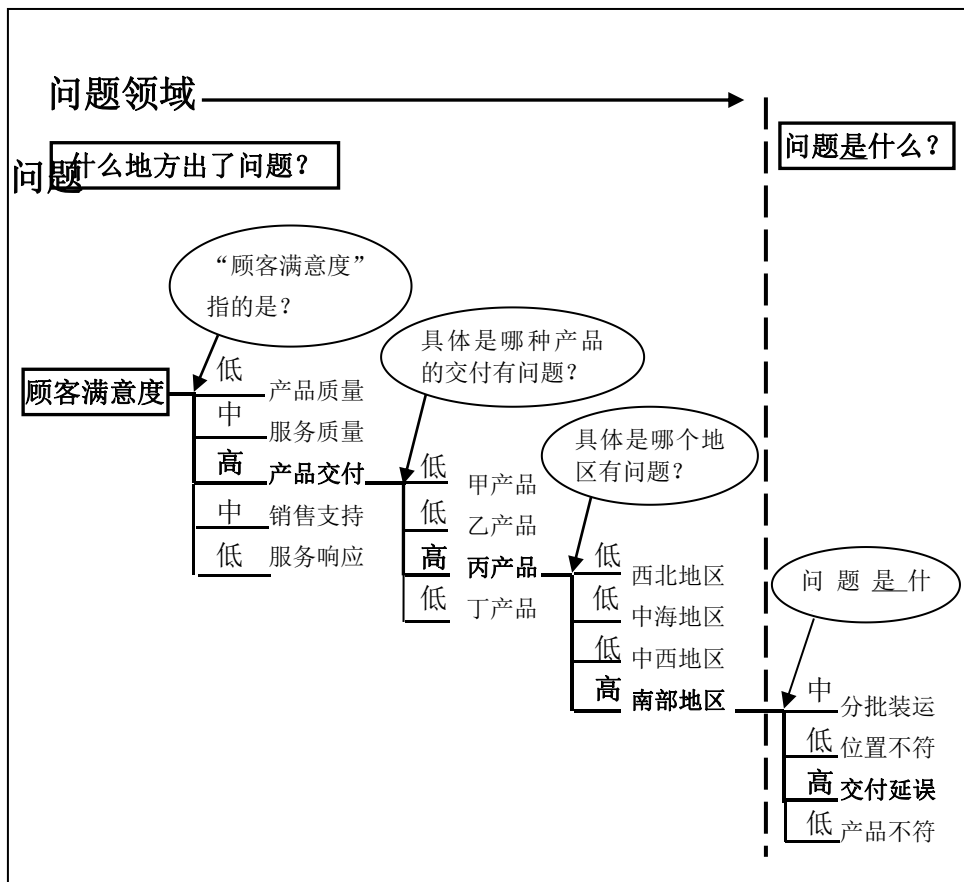 问题领域
什么地方出了问题？
问题是什么？
问题
“顾客满意度”
指的是？
具体是哪种产品
的交付有问题？
顾客满意度
低
产品质量
中
服务质量
高
产品交付
中
销售支持
低
服务响应
低
甲产品
低
乙产品
高
丙产品
低
丁产品
具体是哪个地
区有问题？
低
西北地区
低
中海地区
低
中西地区
高
南部地区
问题是什
中
分批装运
低
位置不符
高
交付延误
低
产品不符